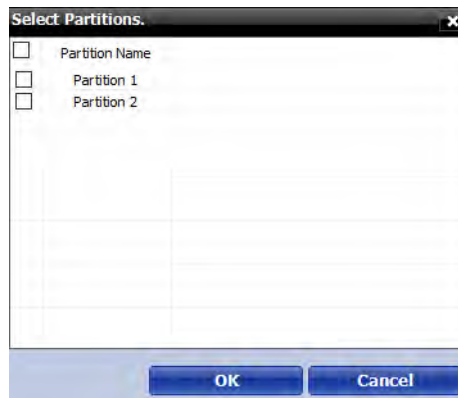 Select Partitions.
Partition Name
Partition 1
Partition 2
OK Cancel